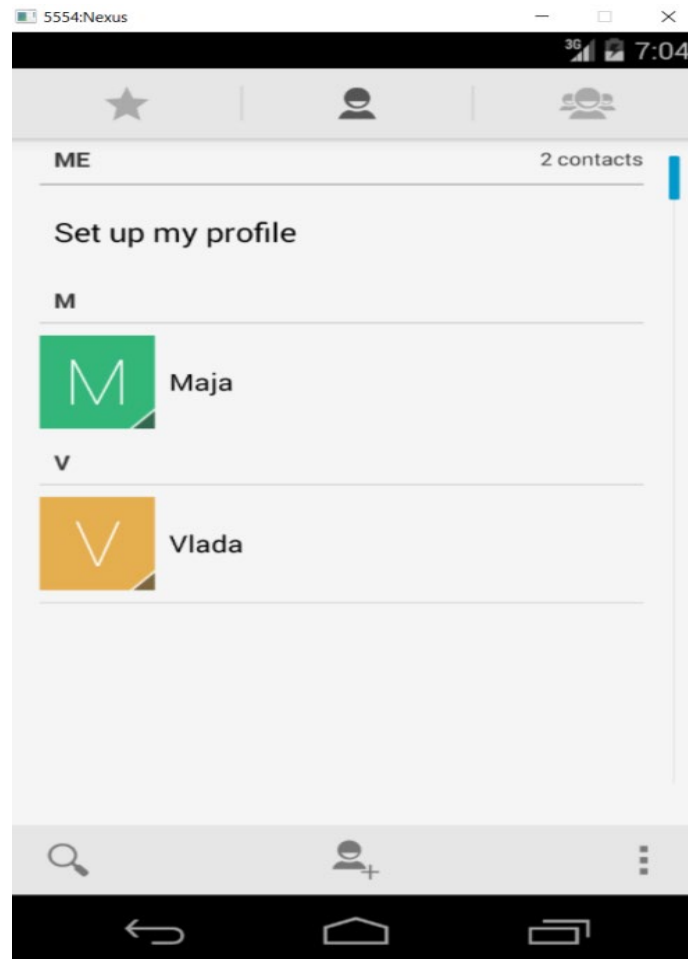 5554:Nexus
3G 7:04
ME 2 contacts
Set up my profile
M
M Maja
V
V Vlada